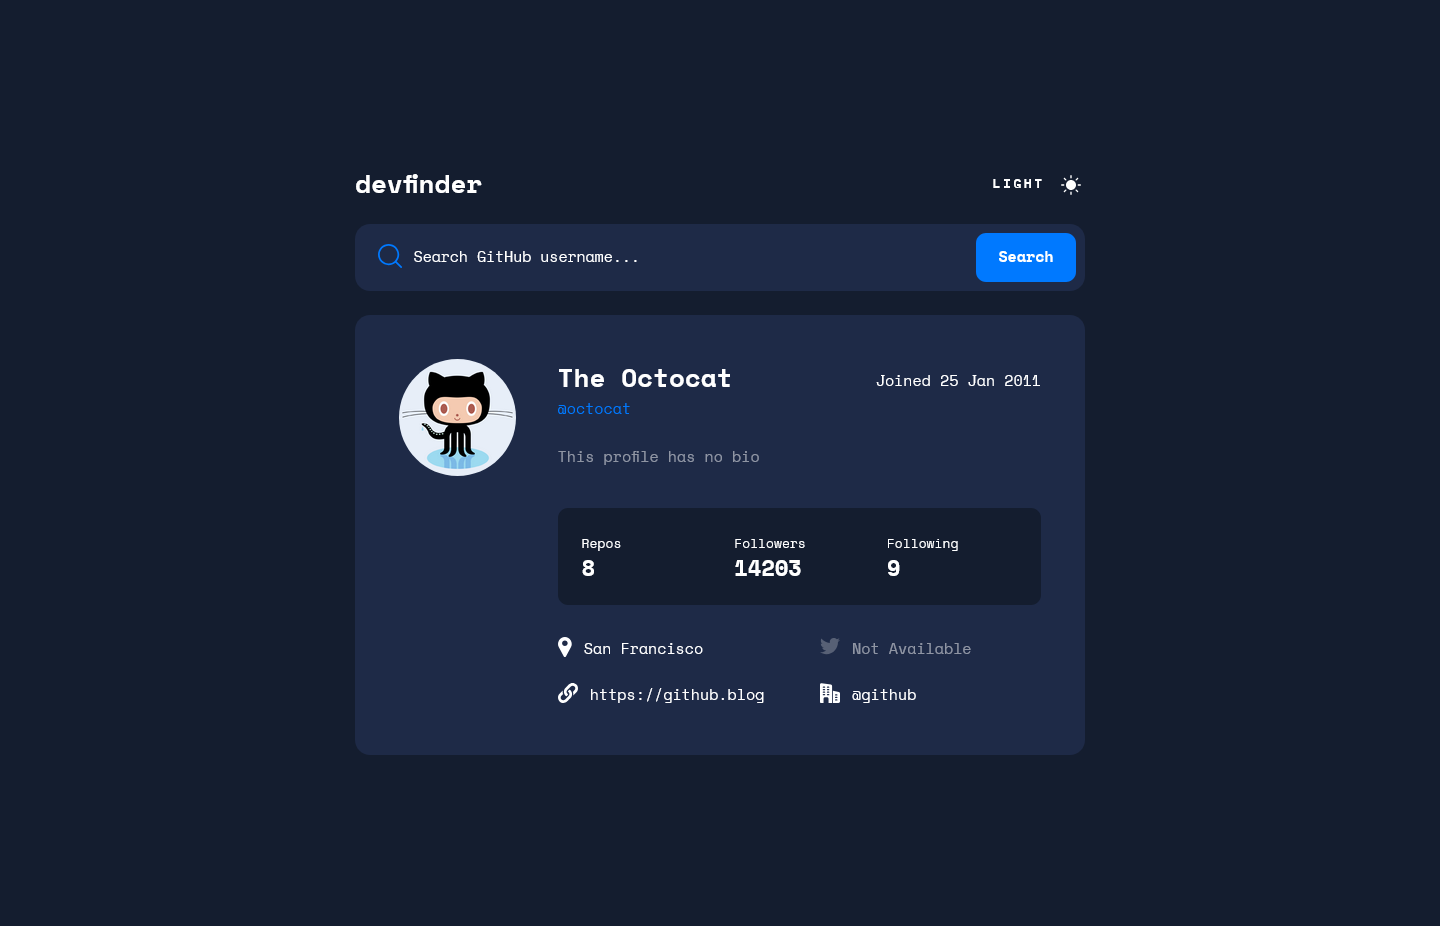 devfinder
LIGHT
Search GitHub username...
Search
The Octocat
Joined 25 Jan 2011
@octocat
This profile has no bio
Repos
Followers
Following
8
14203
9
San Francisco
Not Available
https://github.blog
@github